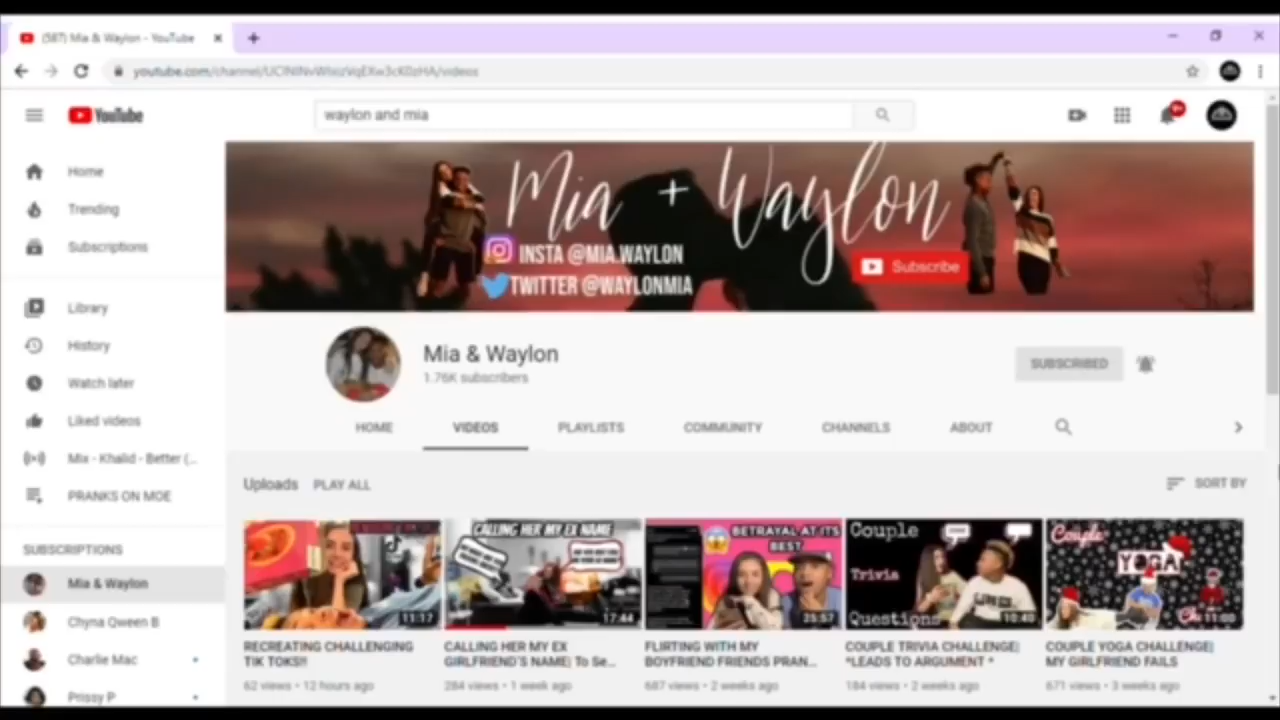 (587) Mia & Waylon - YouTube
YouTube
waylon and mia
9+
Home
Trending
Subscriptions
Library
History
Watch later
Liked videos
Mix - Khalid - Better (...
PRANKS ON MOE
SUBSCRIPTIONS
Mia & Waylon
Chyna Qween B
Charlie Mac
Prissy P
Mia + Waylon
INSTA @MIA.WAYLON
TWITTER @WAYLONMIA
Subscribe
Mia & Waylon
1.76K subscribers
SUBSCRIBED
HOME VIDEOS PLAYLISTS COMMUNITY CHANNELS ABOUT
Uploads PLAY ALL
SORT BY
11:17
CALLING HER MY EX NAME
17:44
BETRAYAL AT ITS
BEST
25:57
Couple
Trivia
Questions
10:40
Couple
YOGA
11:00
RECREATING CHALLENGING
TIK TOKS!!
62 views • 12 hours ago
CALLING HER MY EX
GIRLFRIEND'S NAME| To Se...
284 views • 1 week ago
FLIRTING WITH MY
BOYFRIEND FRIENDS PRAN...
687 views • 2 weeks ago
COUPLE TRIVIA CHALLENGE|
*LEADS TO ARGUMENT *
184 views • 2 weeks ago
COUPLE YOGA CHALLENGE|
MY GIRLFRIEND FAILS
671 views • 3 weeks ago